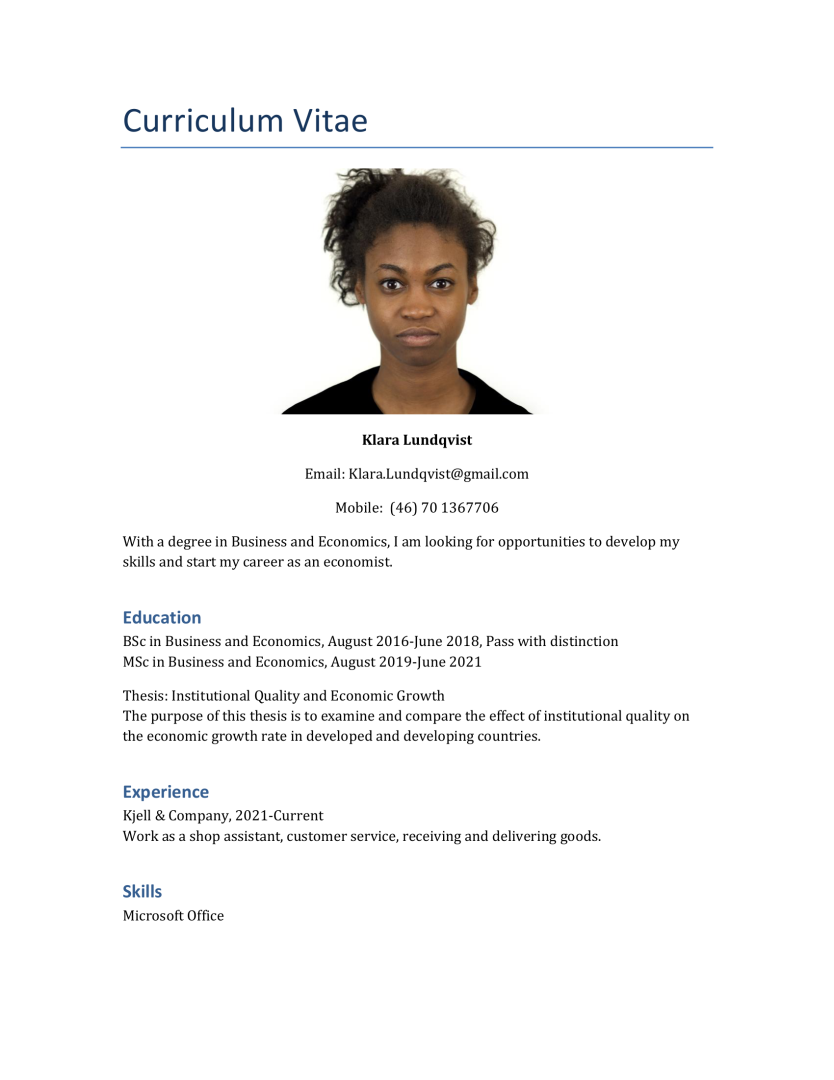 Curriculum Vitae
Klara Lundqvist
Email: Klara.Lundqvist@gmail.com
Mobile:  (46) 70 1367706
With a degree in Business and Economics, I am looking for opportunities to develop my
skills and start my career as an economist.
Education
BSc in Business and Economics, August 2016-June 2018, Pass with distinction
MSc in Business and Economics, August 2019-June 2021
Thesis: Institutional Quality and Economic Growth
The purpose of this thesis is to examine and compare the effect of institutional quality on
the economic growth rate in developed and developing countries.
Experience
Kjell & Company, 2021-Current
Work as a shop assistant, customer service, receiving and delivering goods.
Skills
Microsoft Office